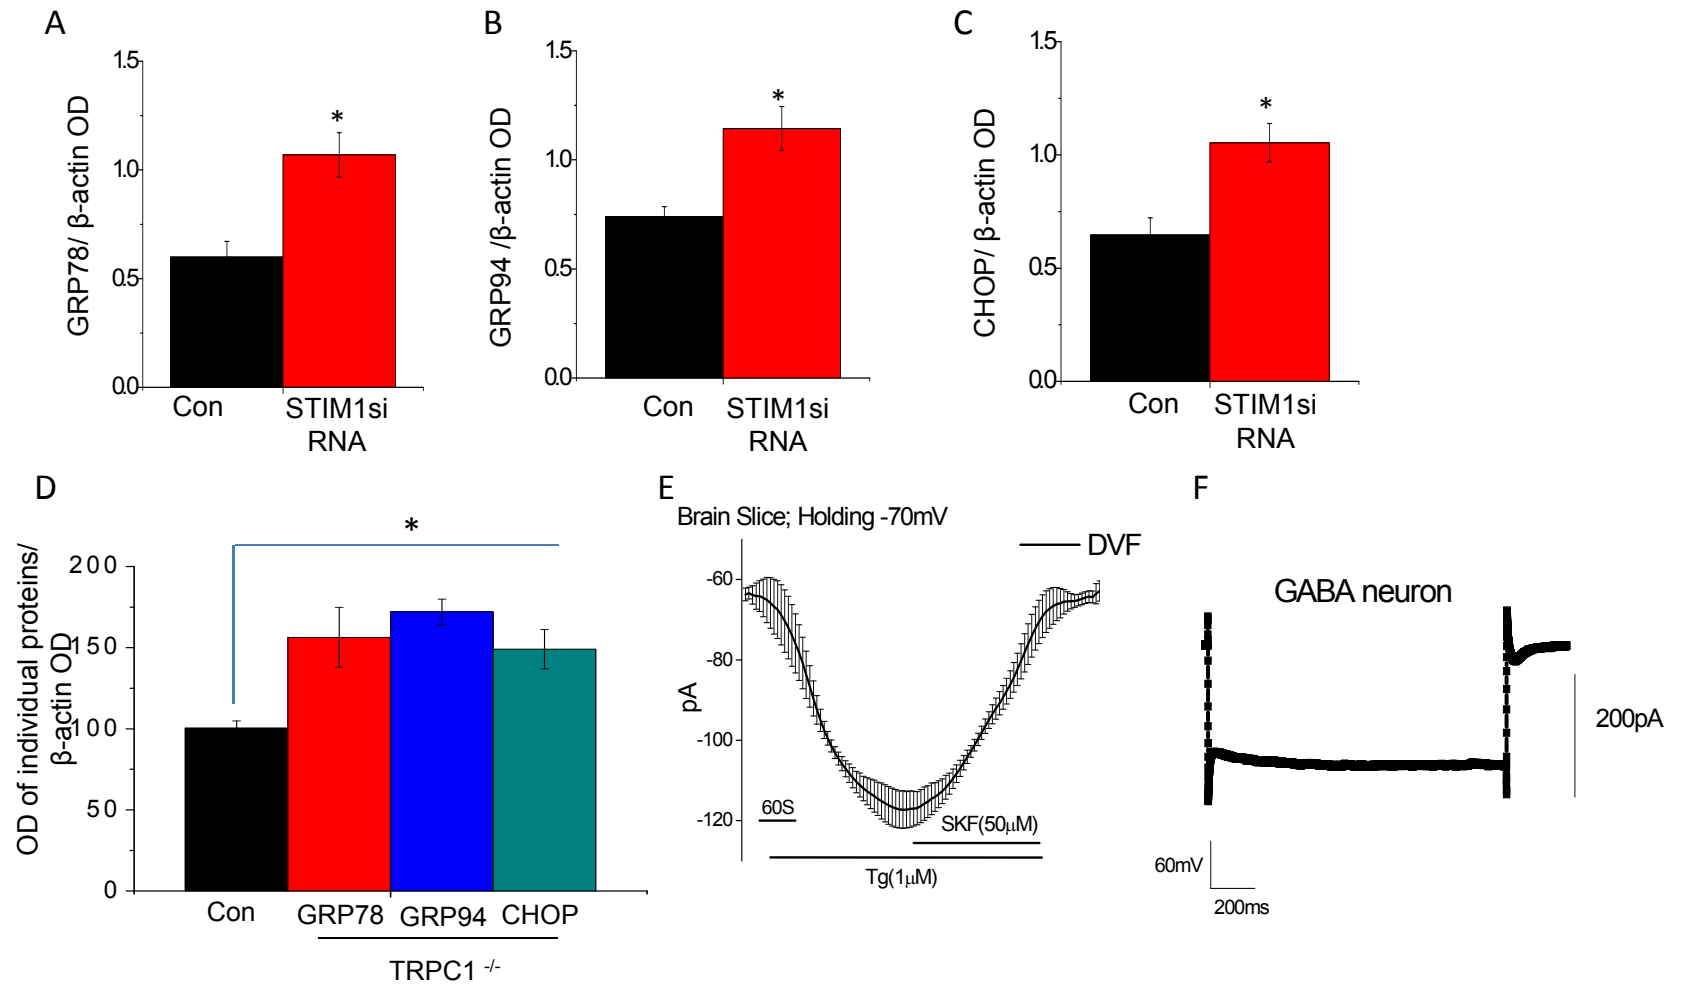 A
GRP78/ β-actin OD
1.5
1.0
0.5
0.0
*
Con
STIM1si
RNA
B
GRP94 /β-actin OD
1.5
1.0
0.5
0.0
*
Con
STIM1si
RNA
C
CHOP/ β-actin OD
1.5
1.0
0.5
0.0
*
Con
STIM1si
RNA
D
OD of individual proteins/
β-actin OD
200
150
100
50
0
*
Con
GRP78
GRP94
CHOP
TRPC1 -/-
E
Brain Slice; Holding -70mV
DVF
pA
-60
-80
-100
-120
60S
SKF(50μM)
Tg(1μM)
F
GABA neuron
200pA
60mV
200ms